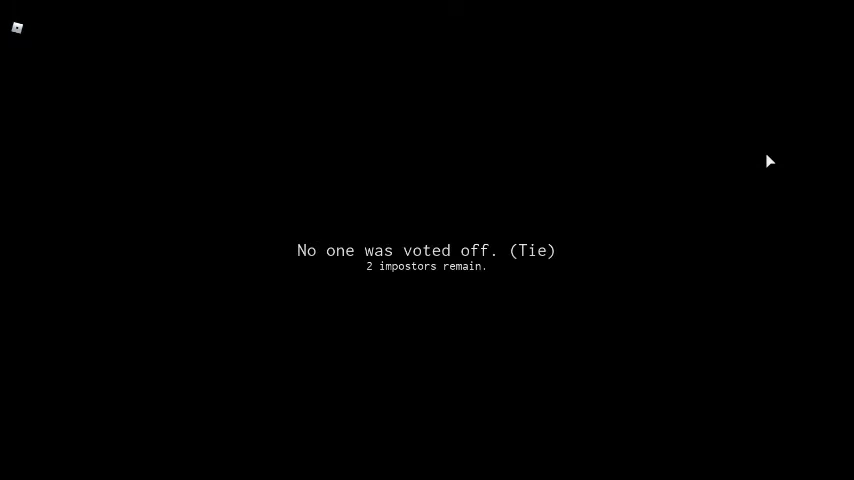 No one was voted off. (Tie)
2 impostors remain.